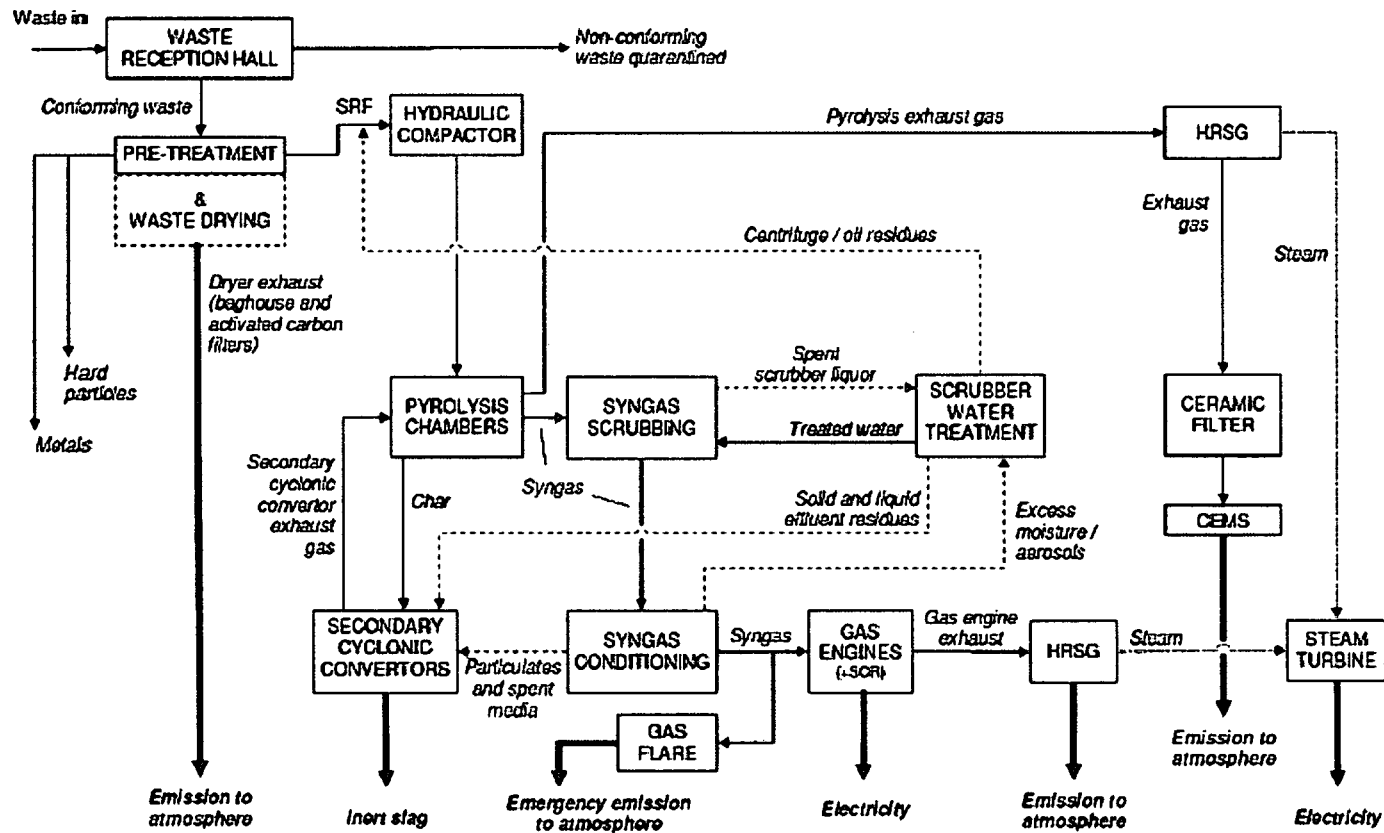 Waste in
WASTE
RECEPTION HALL
Non-conforming
waste quarantined
Conforming waste
SRF
HYDRAULIC
COMPACTOR
Pyrolysis exhaust gas
HRSG
PRE-TREATMENT
&
WASTE DRYING
Exhaust
gas
Centrifuge / oil residues
Steam
Dryer exhaust
(baghouse and
activated carbon
filters)
Hard
particles
Metals
Spent
scrubber liquor
PYROLYSIS
CHAMBERS
SYNGAS
SCRUBBING
SCRUBBER
WATER
TREATMENT
CERAMIC
FILTER
Treated water
Secondary
cyclonic
convertor
exhaust
gas
Char
Syngas
Solid and liquid
effluent residues
Excess
moisture /
aerosols
CEMS
SECONDARY
CYCLONIC
CONVERTORS
SYNGAS
CONDITIONING
Syngas
GAS
ENGINES
(+SCR)
Gas engine
exhaust
HRSG
Steam
STEAM
TURBINE
Particulates
and spent
media
GAS
FLARE
Emission to
atmosphere
Emission to
atmosphere
Inert slag
Emergency emission
to atmosphere
Electricity
Emission to
atmosphere
Electricity